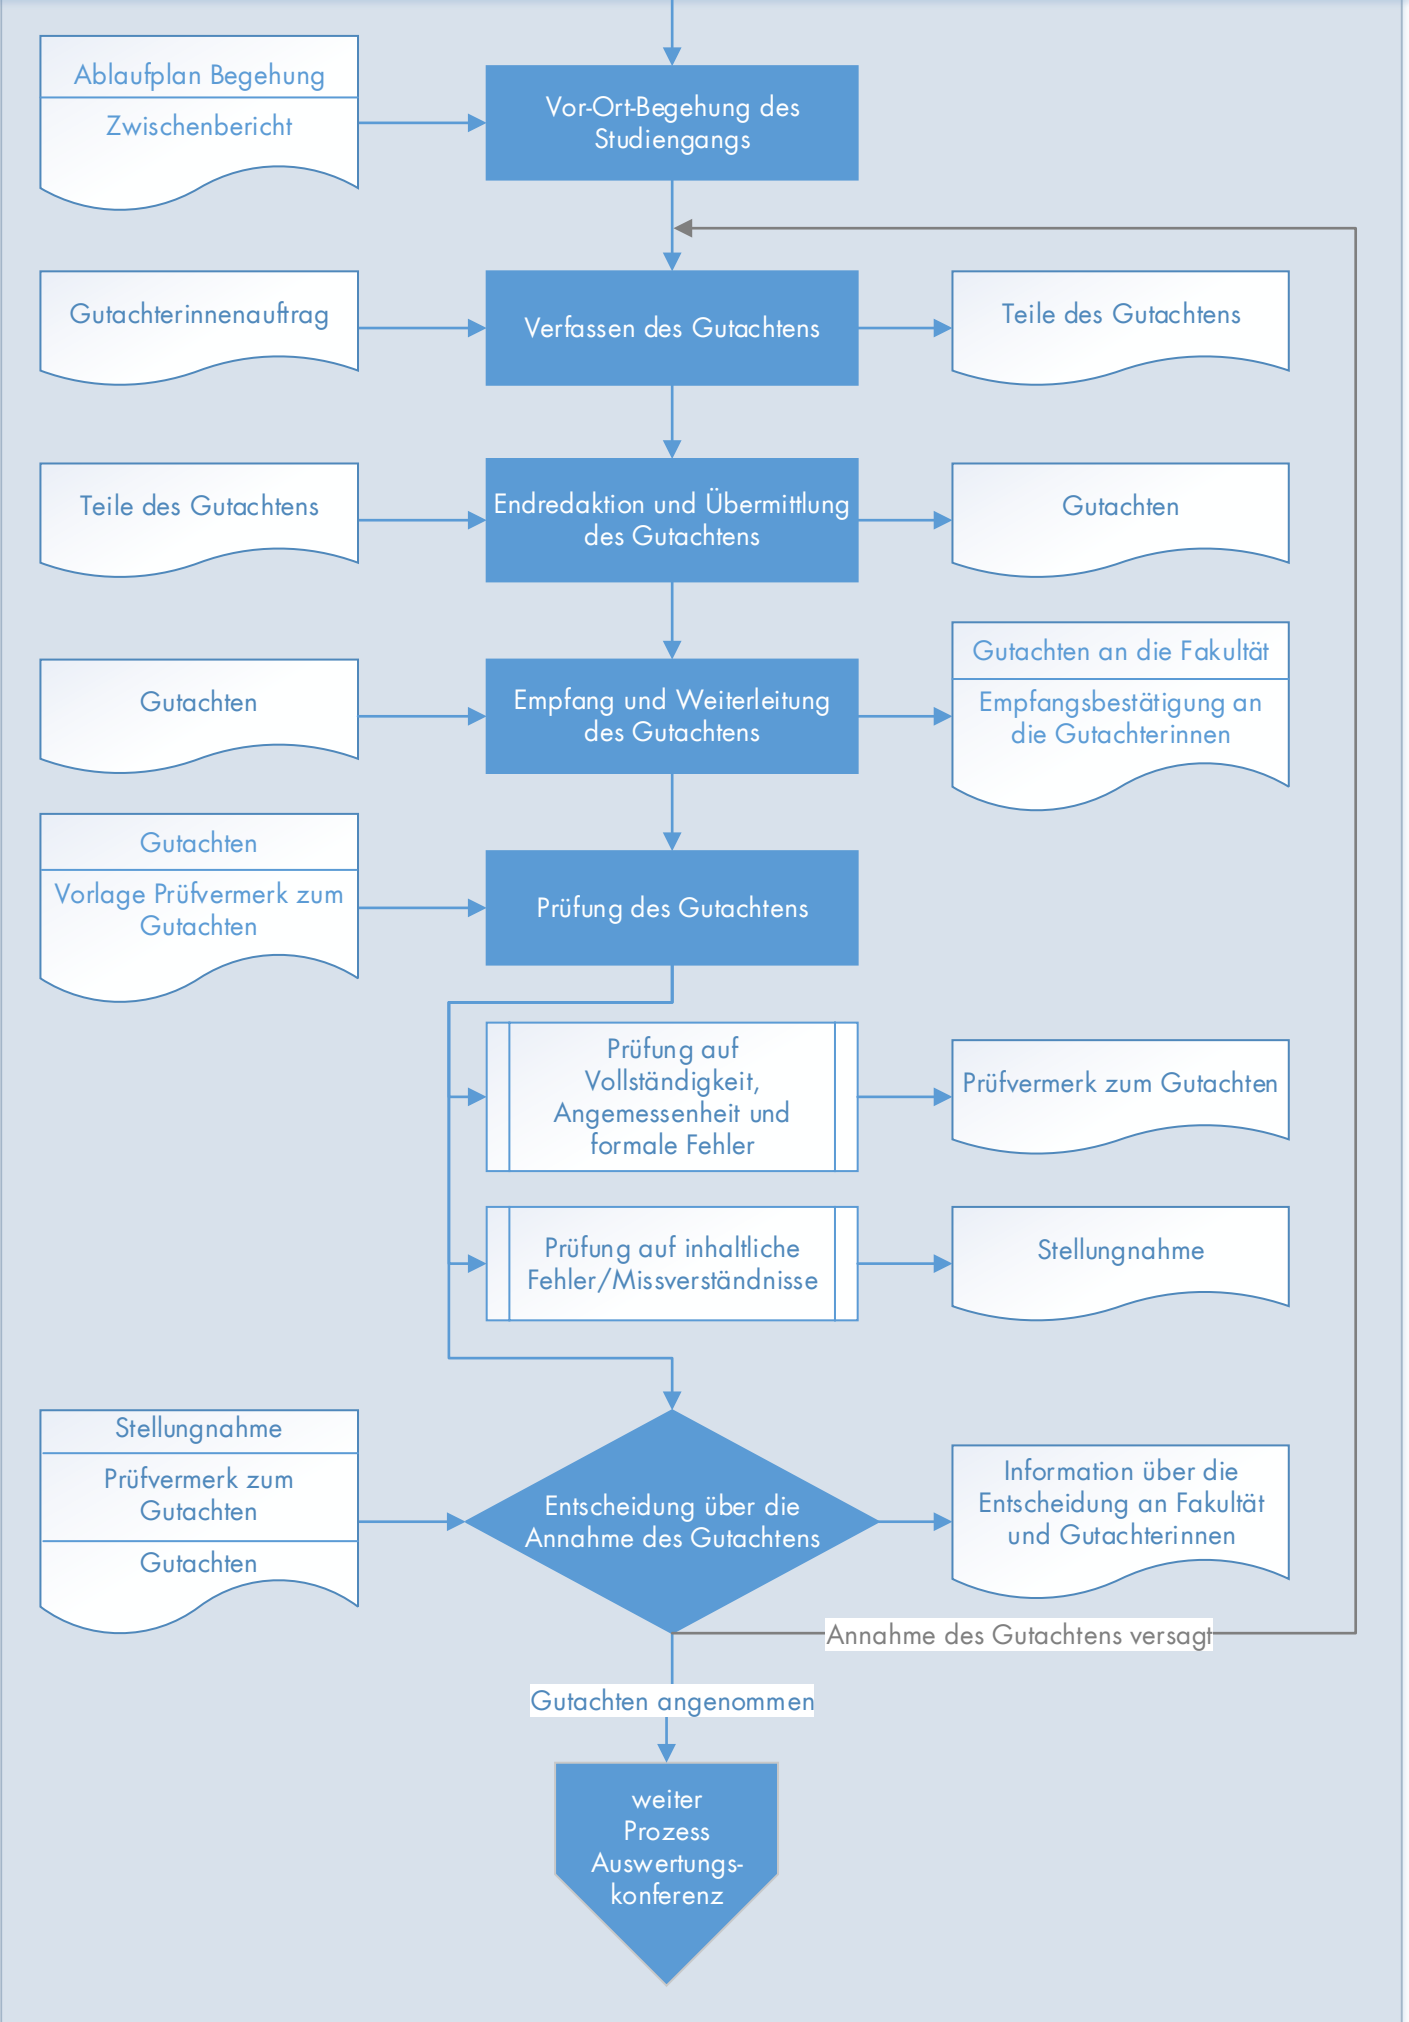 Ablaufplan Begehung
Zwischenbericht
Vor-Ort-Begehung des
Studiengangs
Gutachterinnenauftrag
Verfassen des Gutachtens
Teile des Gutachtens
Teile des Gutachtens
Endredaktion und Übermittlung
des Gutachtens
Gutachten
Gutachten
Empfang und Weiterleitung
des Gutachtens
Gutachten an die Fakultät
Empfangsbestätigung an
die Gutachterinnen
Gutachten
Vorlage Prüfvermerk zum
Gutachten
Prüfung des Gutachtens
Prüfung auf
Vollständigkeit,
Angemessenheit und
formale Fehler
Prüfvermerk zum Gutachten
Prüfung auf inhaltliche
Fehler/Missverständnisse
Stellungnahme
Stellungnahme
Prüfvermerk zum
Gutachten
Gutachten
Entscheidung über die
Annahme des Gutachtens
Information über die
Entscheidung an Fakultät
und Gutachterinnen
Annahme des Gutachtens versagt
Gutachten angenommen
weiter
Prozess
Auswertungs-
konferenz